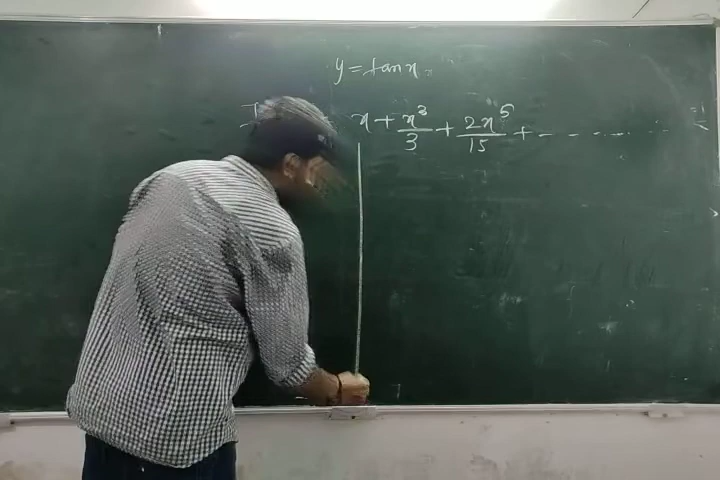 y = tan x.
x + x³/3 + 2x⁵/15 + - - - - - -